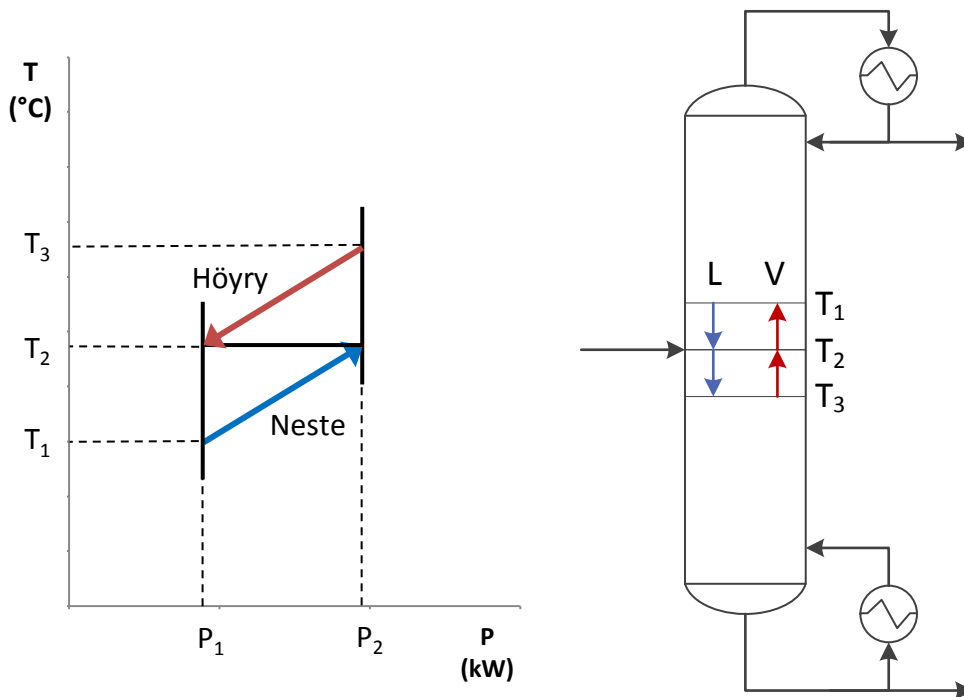 T
(°C)
T₃
Höyry
T₂
Neste
T₁
P₁
P₂
P
(kW)
L
V
T₁
T₂
T₃